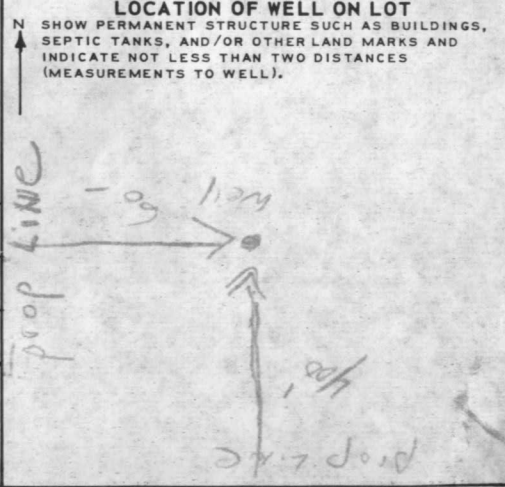 LOCATION OF WELL ON LOT
N
SHOW PERMANENT STRUCTURE SUCH AS BUILDINGS,
SEPTIC TANKS, AND/OR OTHER LAND MARKS AND
INDICATE NOT LESS THAN TWO DISTANCES
(MEASUREMENTS TO WELL).
prop LiNe
60'
well
400'
prop Line